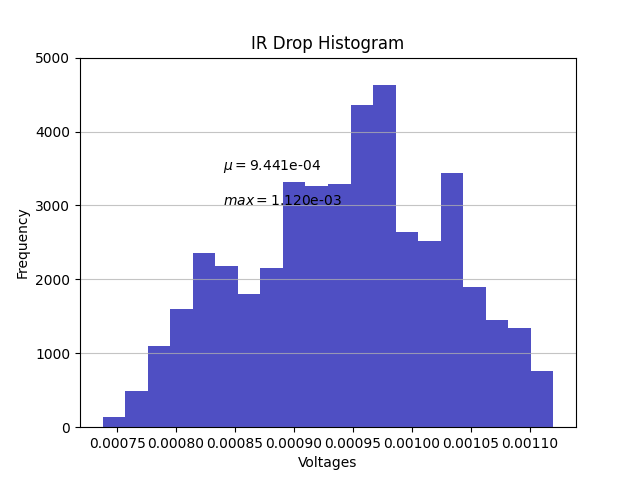 IR Drop Histogram
5000
4000
3000
2000
1000
0
Frequency
μ = 9.441e-04
max = 1.120e-03
0.00075 0.00080 0.00085 0.00090 0.00095 0.00100 0.00105 0.00110
Voltages